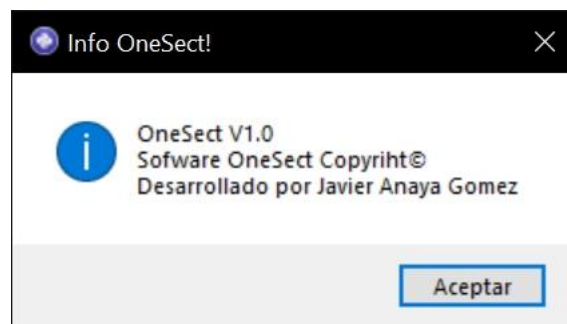 Info OneSect!
OneSect V1.0
Sofware OneSect Copyriht©
Desarrollado por Javier Anaya Gomez
Aceptar